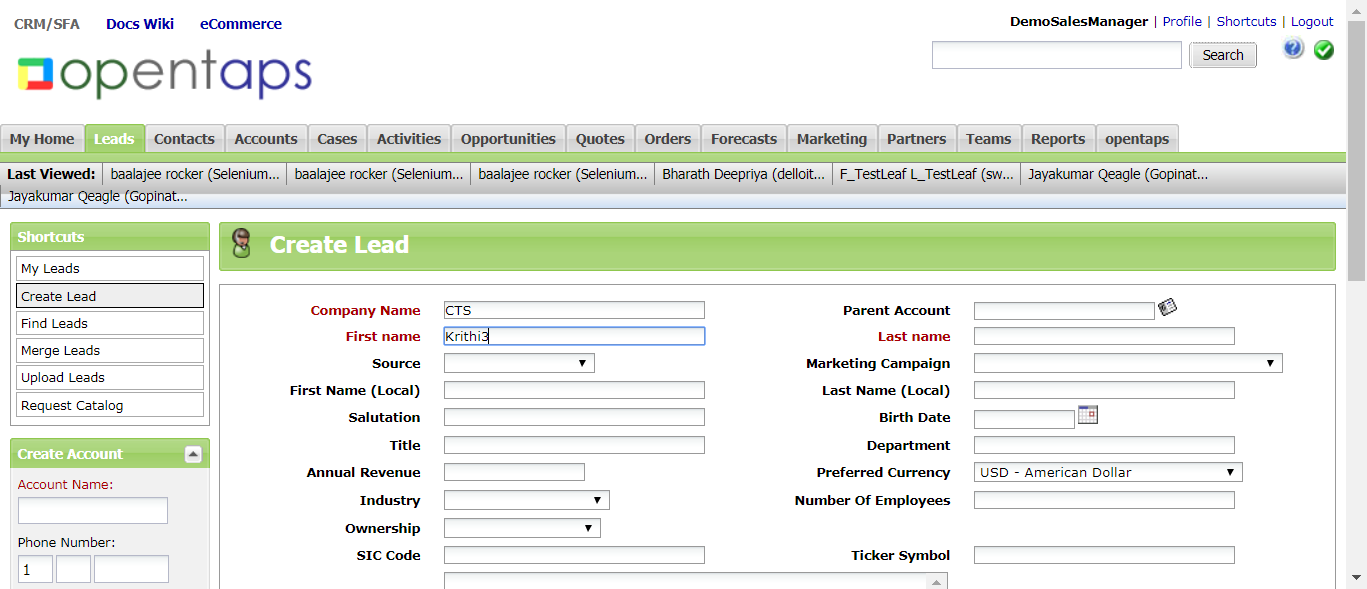 CRM/SFA Docs Wiki eCommerce
DemoSalesManager | Profile | Shortcuts | Logout
opentaps
Search
My Home Leads Contacts Accounts Cases Activities Opportunities Quotes Orders Forecasts Marketing Partners Teams Reports opentaps
Last Viewed: baalajee rocker (Selenium... baalajee rocker (Selenium... baalajee rocker (Selenium... Bharath Deepriya (delloit... F_TestLeaf L_TestLeaf (sw... Jayakumar Qeagle (Gopinat...
Jayakumar Qeagle (Gopinat...
Shortcuts
My Leads
Create Lead
Find Leads
Merge Leads
Upload Leads
Request Catalog
Create Account
Account Name:
Phone Number:
1
Create Lead
Company Name CTS Parent Account
First name Krithi3 Last name
Source Marketing Campaign
First Name (Local) Last Name (Local)
Salutation Birth Date
Title Department
Annual Revenue Preferred Currency USD - American Dollar
Industry Number Of Employees
Ownership
SIC Code Ticker Symbol